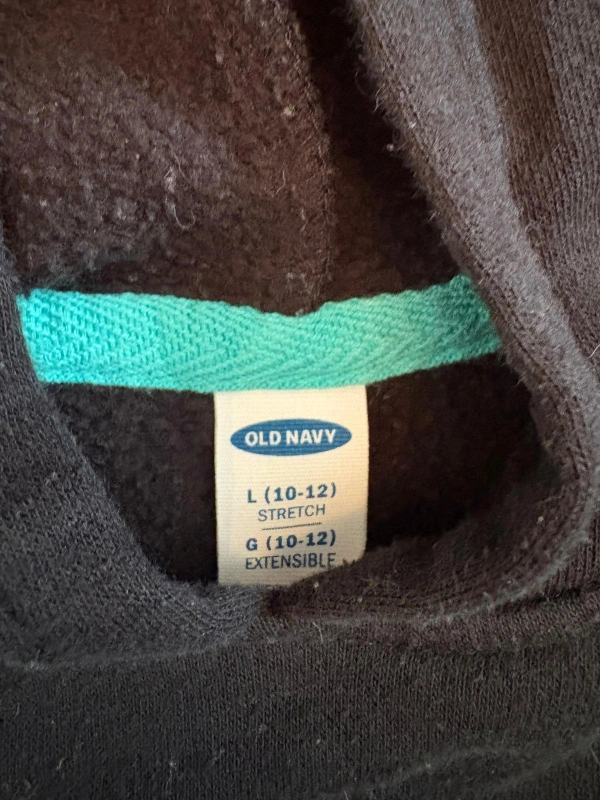 OLD NAVY
L (10-12)
STRETCH
G (10-12)
EXTENSIBLE